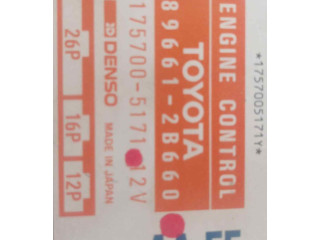 *1757005171Y*
ENGINE CONTROL
TOYOTA
89661-2B660
175700-5171 12V
DENSO MADE IN JAPAN
26P 16P 12P